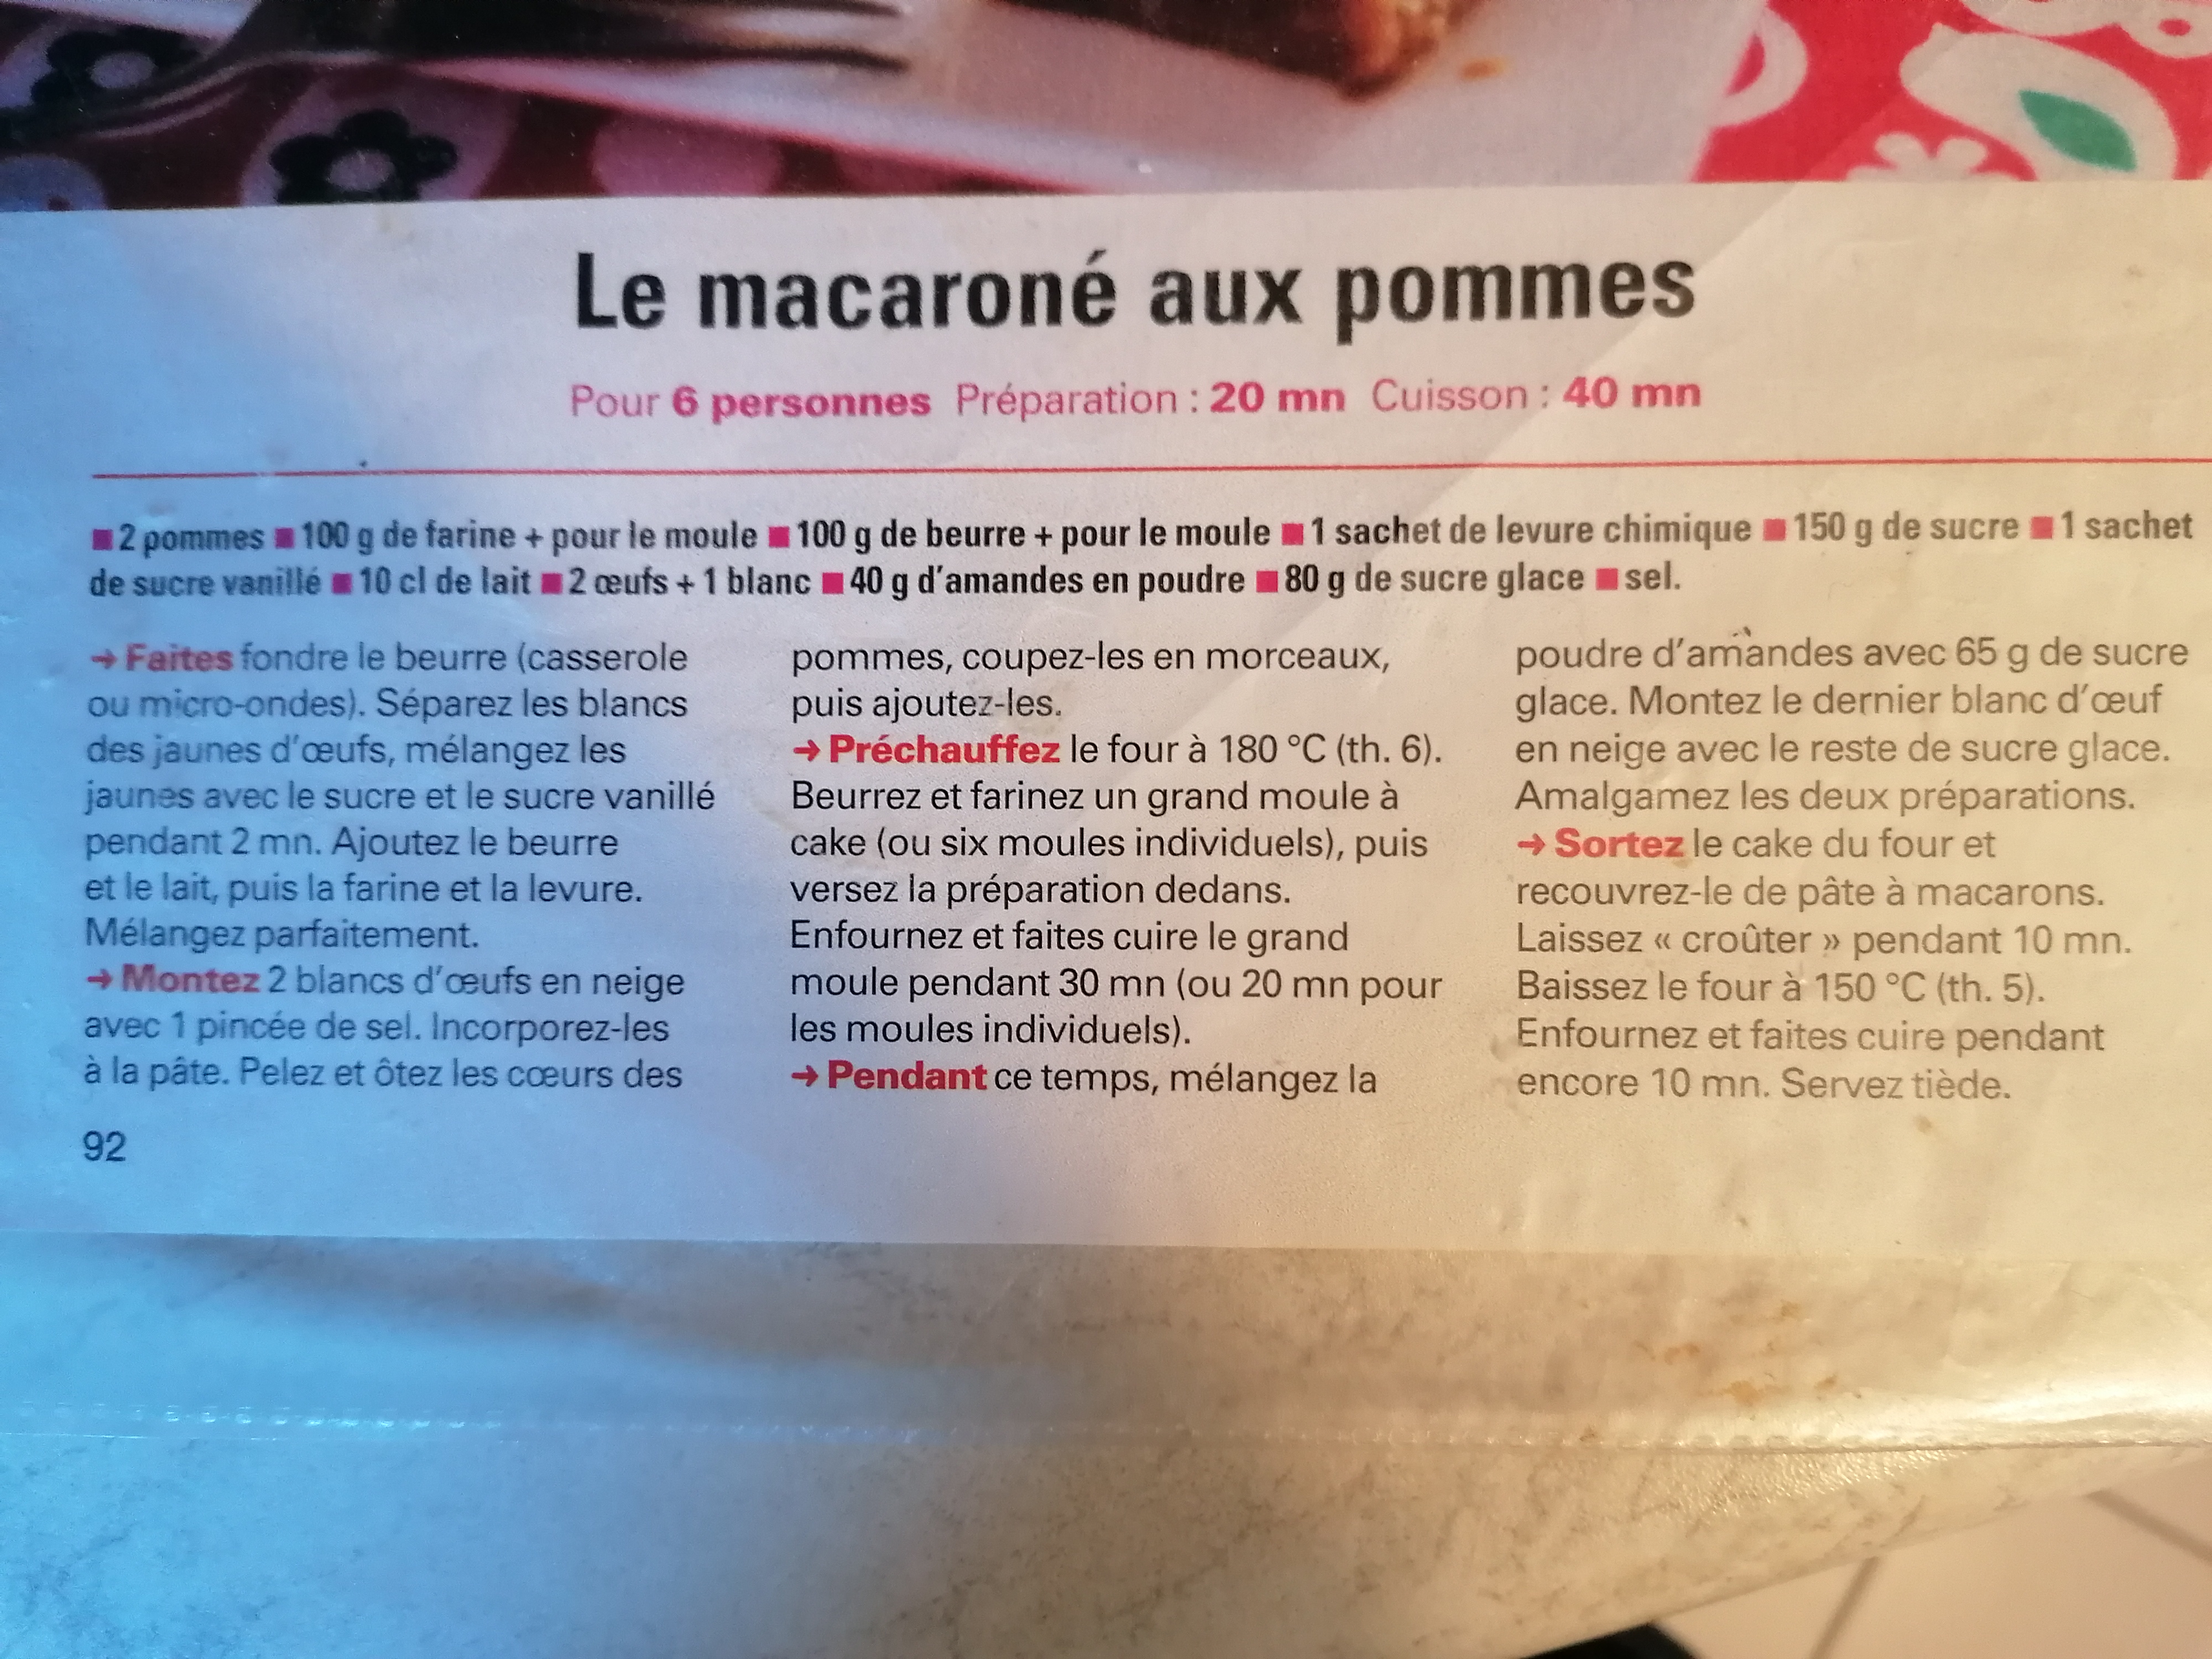 Le macaroné aux pommes
Pour 6 personnes Préparation : 20 mn Cuisson : 40 mn
■ 2 pommes ■ 100 g de farine + pour le moule ■ 100 g de beurre + pour le moule ■ 1 sachet de levure chimique ■ 150 g de sucre ■ 1 sachet
de sucre vanillé ■ 10 cl de lait ■ 2 œufs + 1 blanc ■ 40 g d'amandes en poudre ■ 80 g de sucre glace ■ sel.
→ Faites fondre le beurre (casserole
ou micro-ondes). Séparez les blancs
des jaunes d'œufs, mélangez les
jaunes avec le sucre et le sucre vanillé
pendant 2 mn. Ajoutez le beurre
et le lait, puis la farine et la levure.
Mélangez parfaitement.
→ Montez 2 blancs d'œufs en neige
avec 1 pincée de sel. Incorporez-les
à la pâte. Pelez et ôtez les cœurs des
pommes, coupez-les en morceaux,
puis ajoutez-les.
→ Préchauffez le four à 180 °C (th. 6).
Beurrez et farinez un grand moule à
cake (ou six moules individuels), puis
versez la préparation dedans.
Enfournez et faites cuire le grand
moule pendant 30 mn (ou 20 mn pour
les moules individuels).
→ Pendant ce temps, mélangez la
poudre d'amandes avec 65 g de sucre
glace. Montez le dernier blanc d'œuf
en neige avec le reste de sucre glace.
Amalgamez les deux préparations.
→ Sortez le cake du four et
recouvrez-le de pâte à macarons.
Laissez « croûter » pendant 10 mn.
Baissez le four à 150 °C (th. 5).
Enfournez et faites cuire pendant
encore 10 mn. Servez tiède.
92